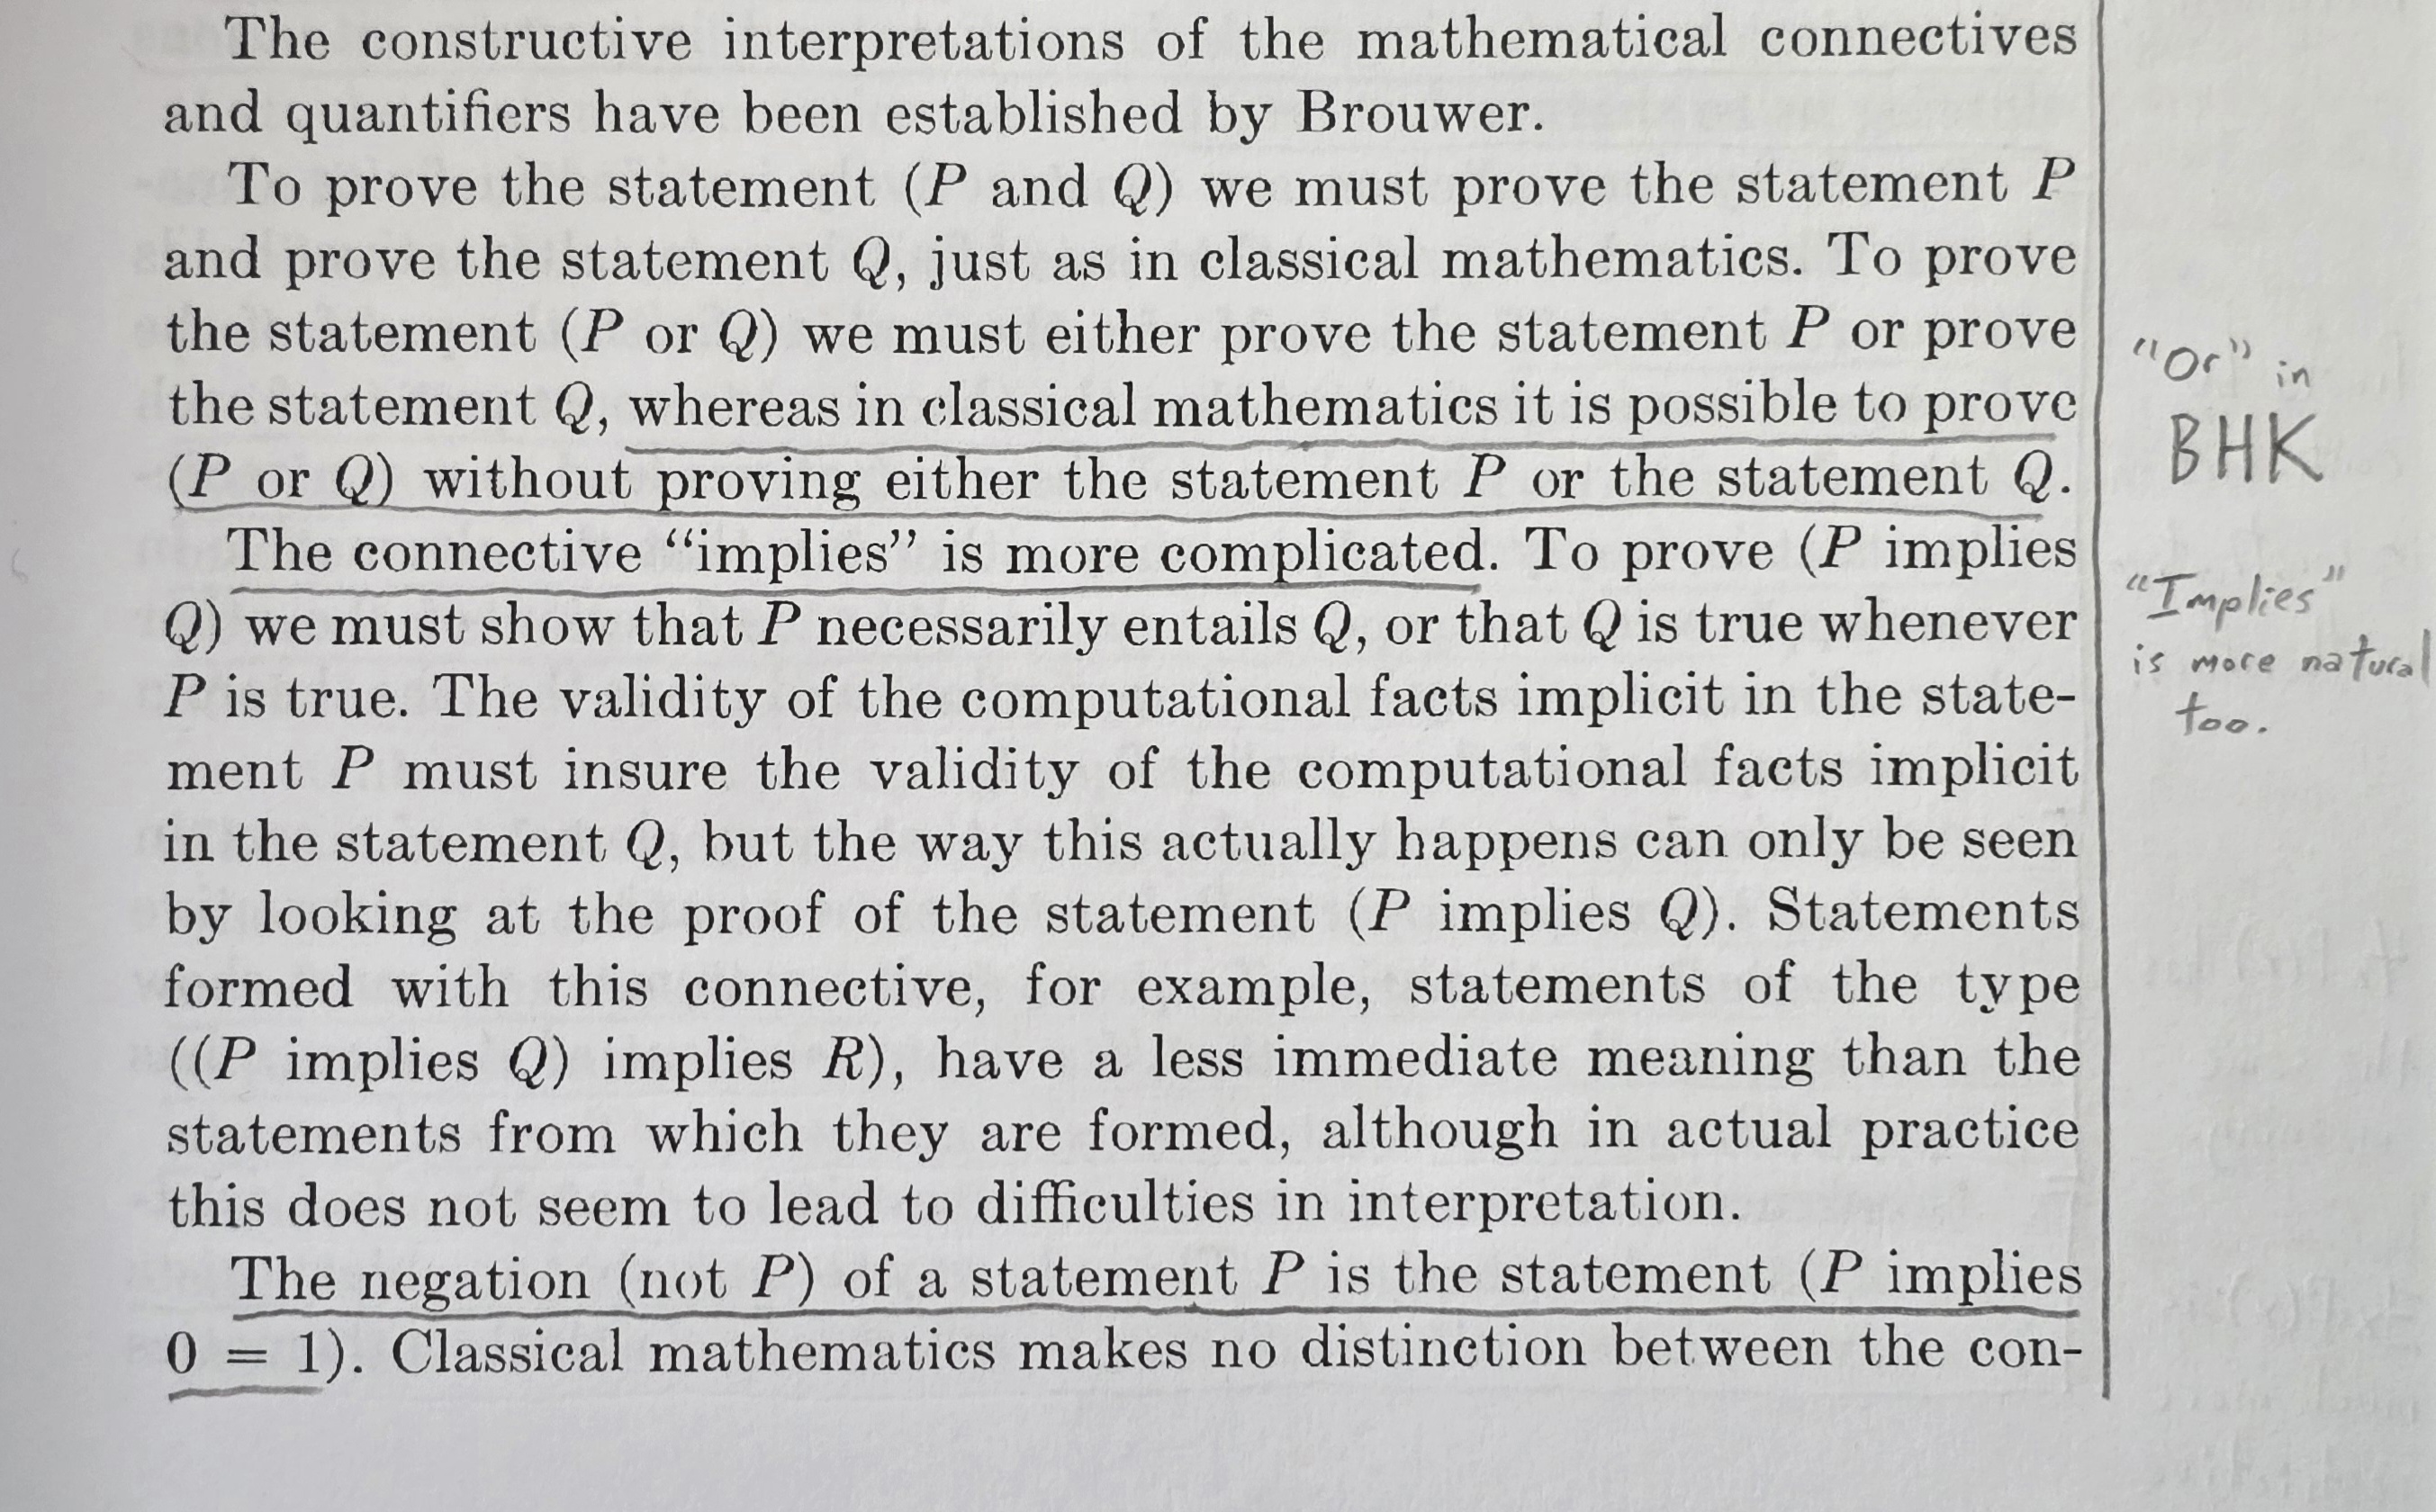 The constructive interpretations of the mathematical connectives
and quantifiers have been established by Brouwer.
To prove the statement (P and Q) we must prove the statement P
and prove the statement Q, just as in classical mathematics. To prove
the statement (P or Q) we must either prove the statement P or prove
the statement Q, whereas in classical mathematics it is possible to prove
(P or Q) without proving either the statement P or the statement Q.
The connective “implies” is more complicated. To prove (P implies
Q) we must show that P necessarily entails Q, or that Q is true whenever
P is true. The validity of the computational facts implicit in the state-
ment P must insure the validity of the computational facts implicit
in the statement Q, but the way this actually happens can only be seen
by looking at the proof of the statement (P implies Q). Statements
formed with this connective, for example, statements of the type
((P implies Q) implies R), have a less immediate meaning than the
statements from which they are formed, although in actual practice
this does not seem to lead to difficulties in interpretation.
The negation (not P) of a statement P is the statement (P implies
0 = 1). Classical mathematics makes no distinction between the con-
“Or” in
BHK
“Implies”
is more natural
too.